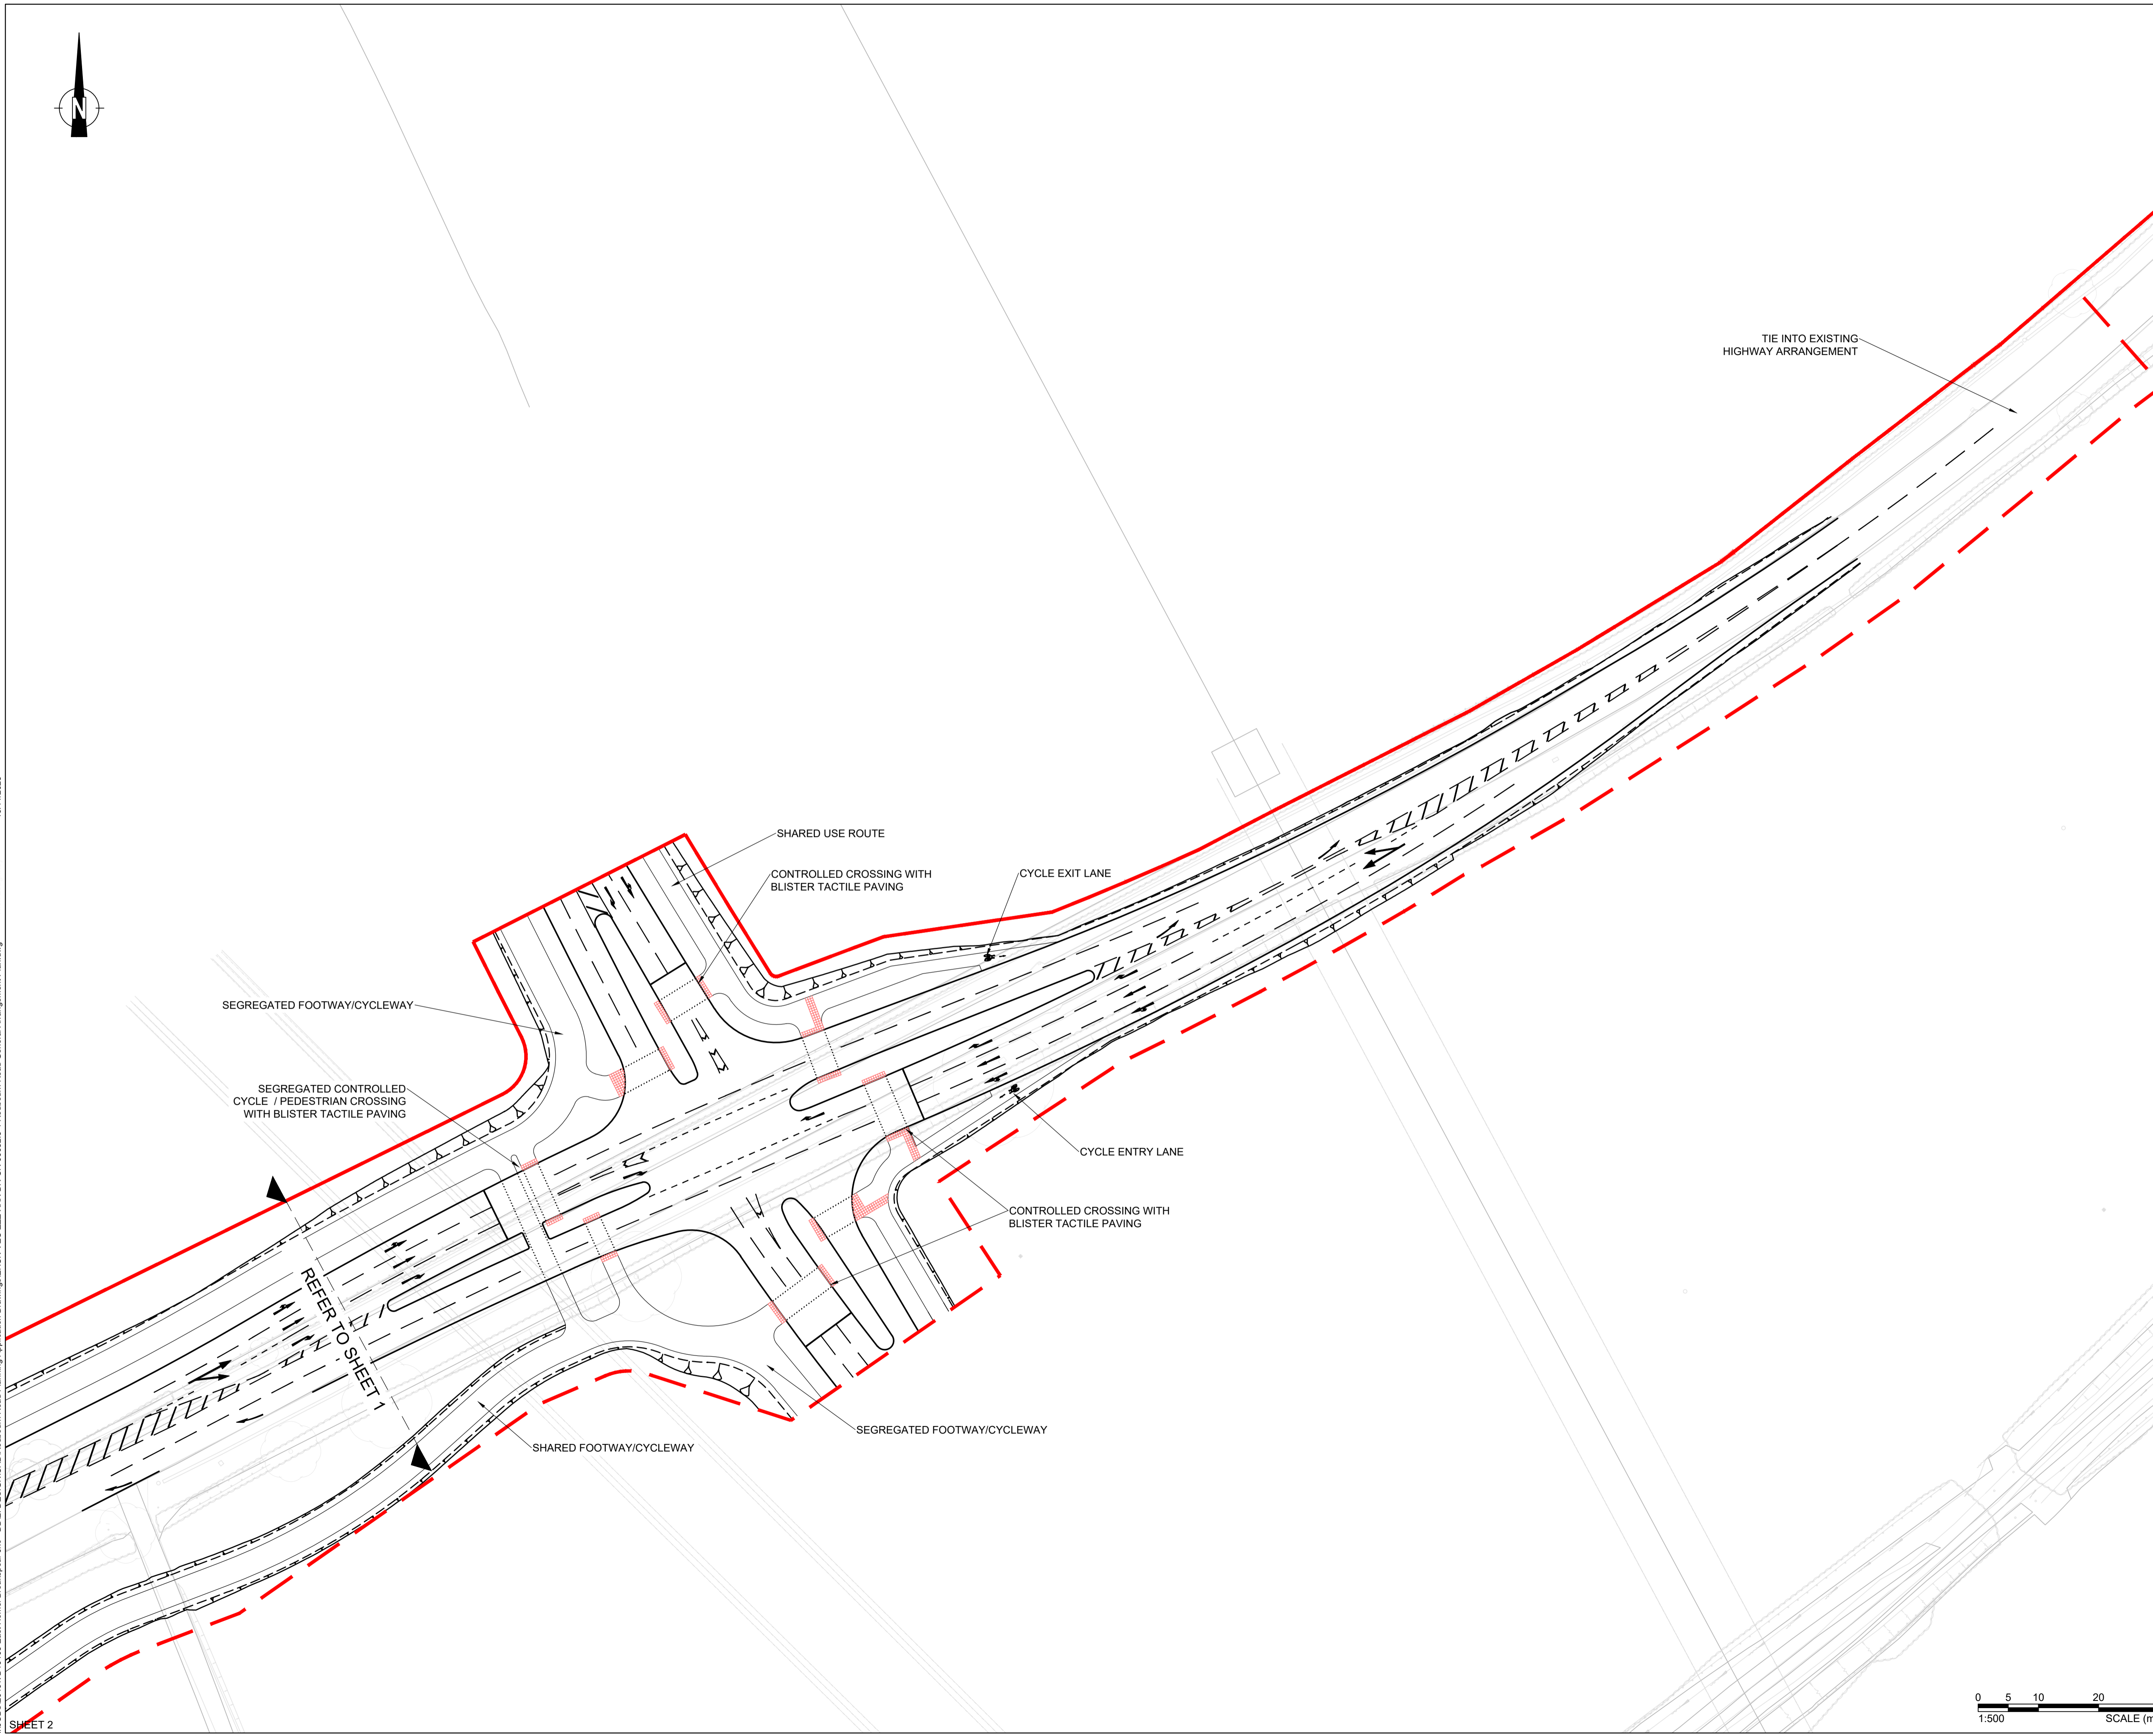 N
TIE INTO EXISTING
HIGHWAY ARRANGEMENT
SHARED USE ROUTE
CONTROLLED CROSSING WITH
BLISTER TACTILE PAVING
CYCLE EXIT LANE
SEGREGATED FOOTWAY/CYCLEWAY
SEGREGATED CONTROLLED
CYCLE / PEDESTRIAN CROSSING
WITH BLISTER TACTILE PAVING
CYCLE ENTRY LANE
CONTROLLED CROSSING WITH
BLISTER TACTILE PAVING
REFER TO SHEET 1
SEGREGATED FOOTWAY/CYCLEWAY
SHARED FOOTWAY/CYCLEWAY
0 5 10 20
1:500 SCALE (m
SHEET 2